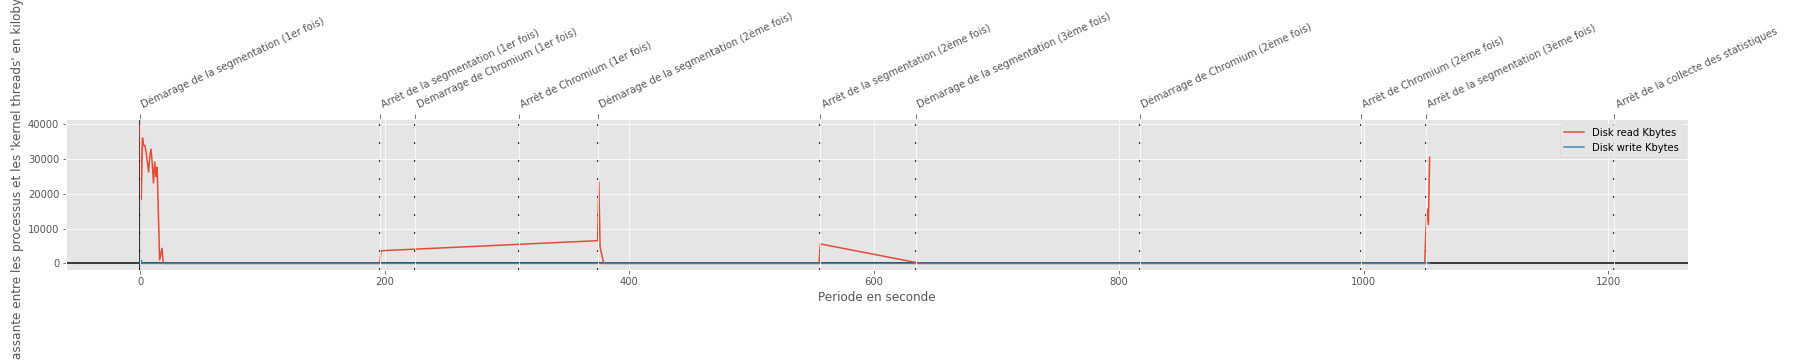 Démarage de la segmentation (1er fois)
Arrêt de la segmentation (1er fois)
Démarrage de Chromium (1er fois)
Arrêt de Chromium (1er fois)
Démarage de la segmentation (2ème fois)
Arrêt de la segmentation (2ème fois)
Démarage de la segmentation (3ème fois)
Démarrage de Chromium (2ème fois)
Arrêt de Chromium (2ème fois)
Arrêt de la segmentation (3ème fois)
Arrêt de la collecte des statistiques
assante entre les processus et les 'kernel threads' en kiloby
40000
30000
20000
10000
0
Disk read Kbytes
Disk write Kbytes
0 200 400 600 800 1000 1200
Periode en seconde